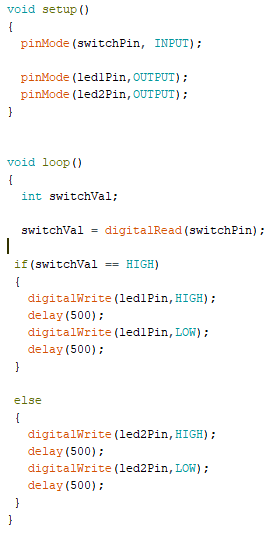 void setup()
{
  pinMode(switchPin, INPUT);

  pinMode(led1Pin,OUTPUT);
  pinMode(led2Pin,OUTPUT);
}

void loop()
{
  int switchVal;

  switchVal = digitalRead(switchPin);

 if(switchVal == HIGH)
 {
   digitalWrite(led1Pin,HIGH);
   delay(500);
   digitalWrite(led1Pin,LOW);
   delay(500);
 }

 else
 {
   digitalWrite(led2Pin,HIGH);
   delay(500);
   digitalWrite(led2Pin,LOW);
   delay(500);
 }
}